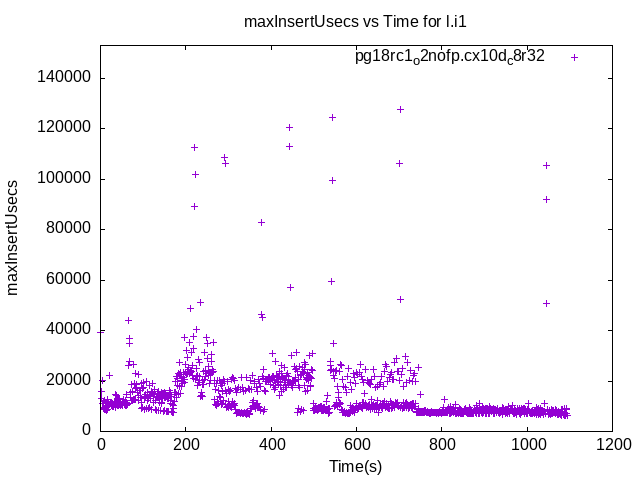 maxInsertUsecs vs Time for l.i1
pg18rc1ₒ2nofp.cx10d_c8r32
140000
120000
100000
80000
60000
40000
20000
0
maxInsertUsecs
0 200 400 600 800 1000 1200
Time(s)